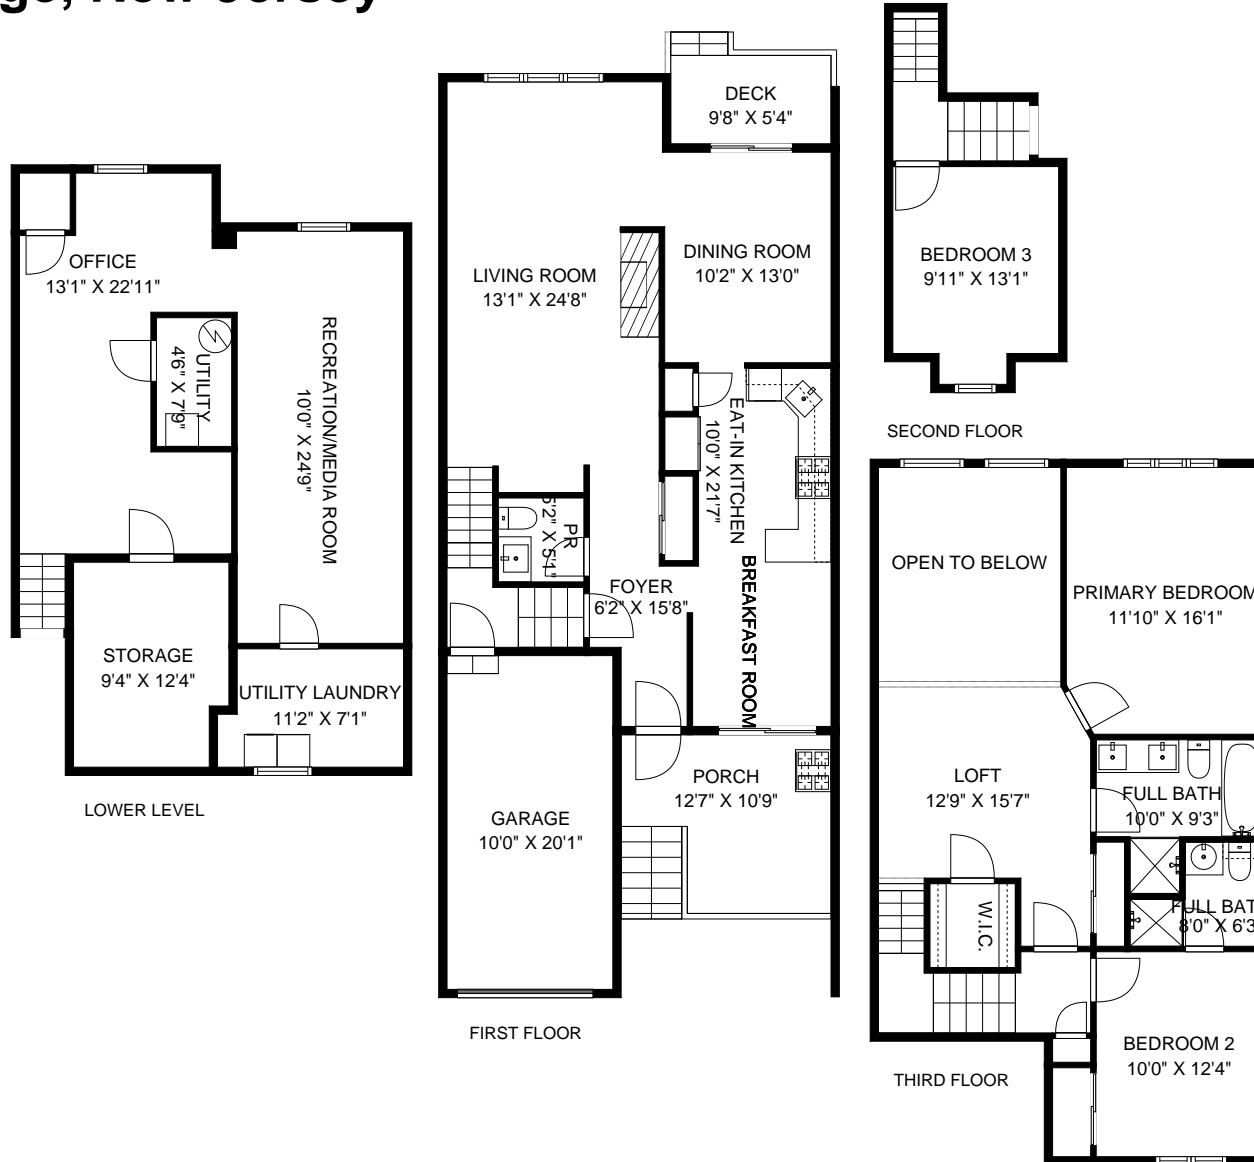 ge, New Jersey
DECK
9'8" X 5'4"
OFFICE
13'1" X 22'11"
UTILITY
4'6" X 7'9"
RECREATION/MEDIA ROOM
10'0" X 24'9"
STORAGE
9'4" X 12'4"
UTILITY LAUNDRY
11'2" X 7'1"
LOWER LEVEL
LIVING ROOM
13'1" X 24'8"
DINING ROOM
10'2" X 13'0"
EAT-IN KITCHEN
10'0" X 21'7"
BREAKFAST ROOM
PR
5'2" X 5'1"
FOYER
6'2" X 15'8"
GARAGE
10'0" X 20'1"
PORCH
12'7" X 10'9"
FIRST FLOOR
BEDROOM 3
9'11" X 13'1"
SECOND FLOOR
OPEN TO BELOW
PRIMARY BEDROOM
11'10" X 16'1"
LOFT
12'9" X 15'7"
FULL BATH
10'0" X 9'3"
W.I.C.
FULL BAT
8'0" X 6'3
BEDROOM 2
10'0" X 12'4"
THIRD FLOOR